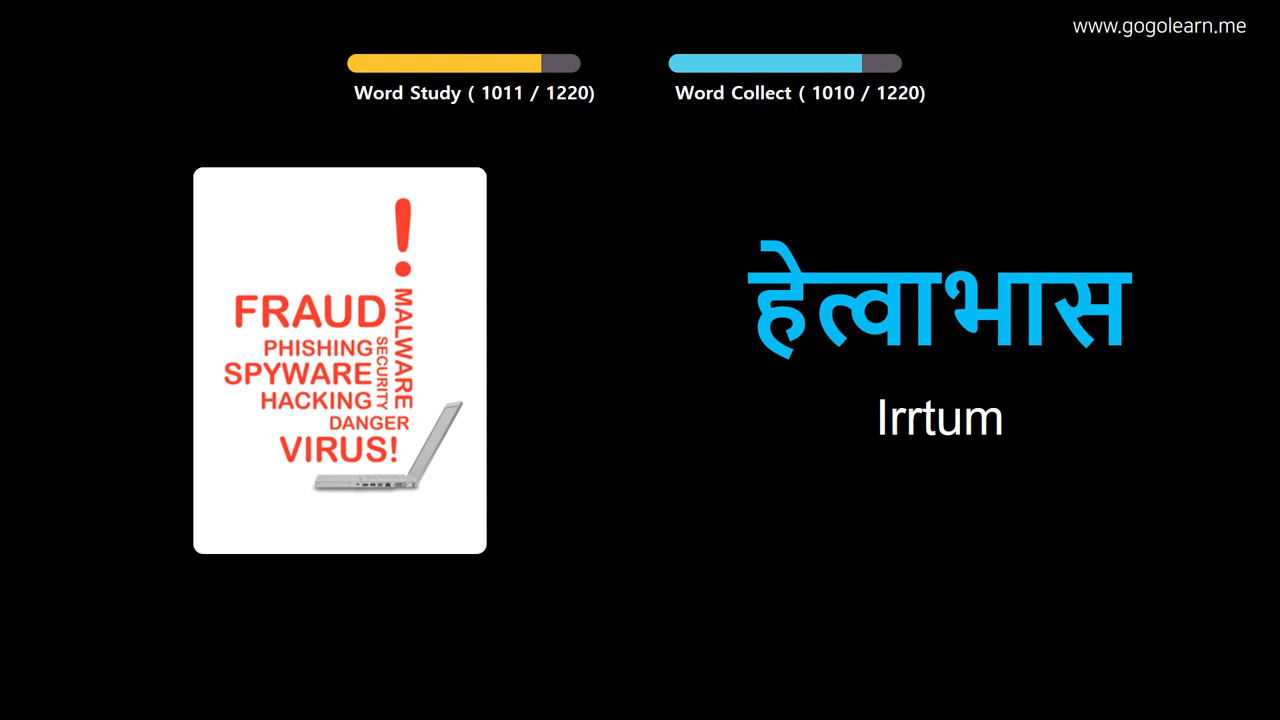 www.gogolearn.me
Word Study ( 1011 / 1220)
Word Collect ( 1010 / 1220)
!
FRAUD
MALWARE
SECURITY
PHISHING
SPYWARE
HACKING
DANGER
VIRUS!
हेत्वाभास
Irrtum